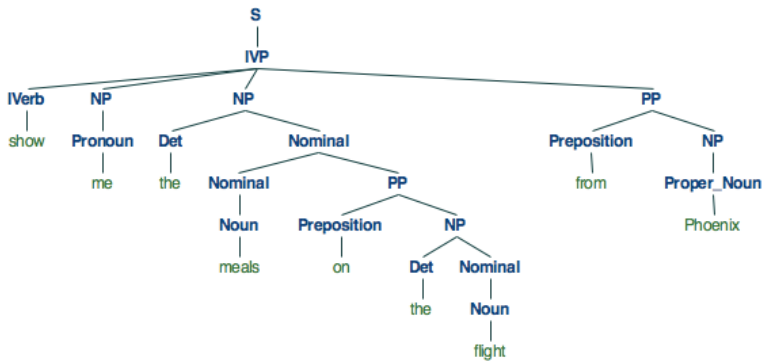 S
IVP
IVerb NP NP PP
show Pronoun Det Nominal Preposition NP
me the Nominal PP from Proper_Noun
Noun Preposition NP Phoenix
meals on Det Nominal
the Noun
flight